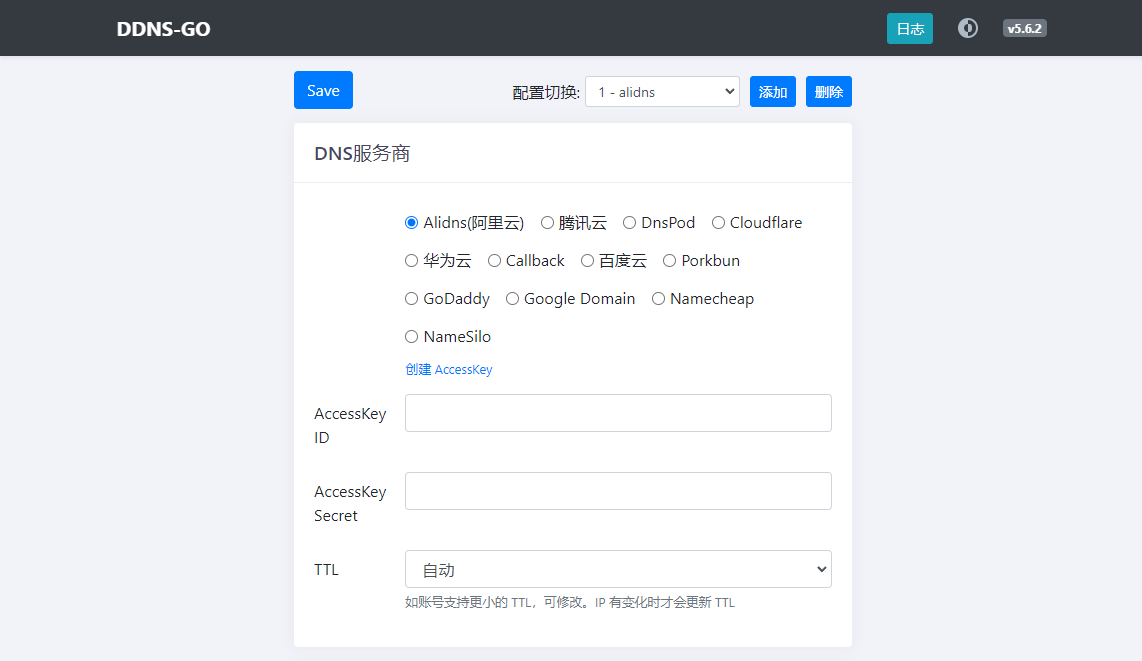 DDNS-GO 日志 v5.6.2
Save 配置切换: 1 - alidns 添加 删除
DNS服务商
Alidns(阿里云) 腾讯云 DnsPod Cloudflare
华为云 Callback 百度云 Porkbun
GoDaddy Google Domain Namecheap
NameSilo
创建 AccessKey
AccessKey
ID
AccessKey
Secret
TTL 自动
如账号支持更小的 TTL，可修改。IP 有变化时才会更新 TTL